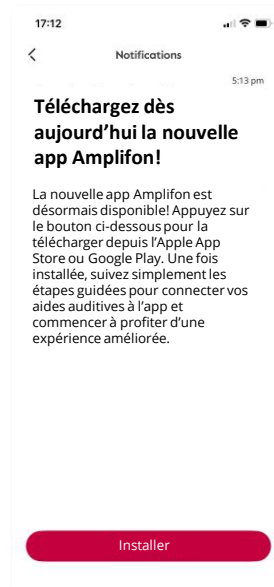 17:12
Notifications
5:13 pm
Téléchargez dès
aujourd’hui la nouvelle
app Amplifon!
La nouvelle app Amplifon est
désormais disponible! Appuyez sur
le bouton ci-dessous pour la
télécharger depuis l’Apple App
Store ou Google Play. Une fois
installée, suivez simplement les
étapes guidées pour connecter vos
aides auditives à l’app et
commencer à profiter d’une
expérience améliorée.
Installer